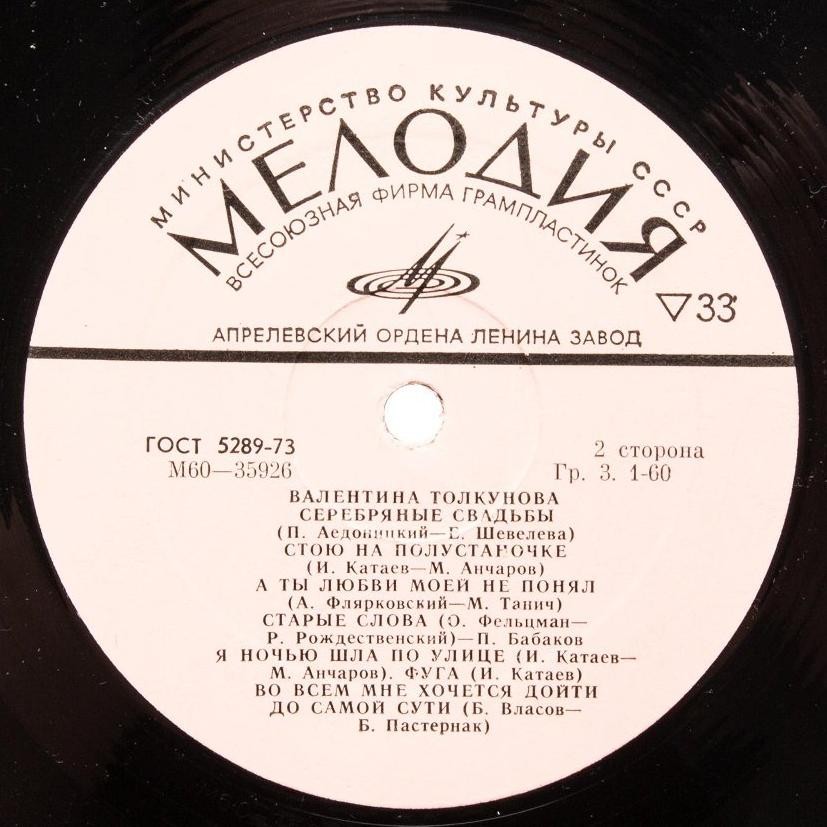 МИНИСТЕРСТВО КУЛЬТУРЫ СССР
МЕЛОДИЯ
ВСЕСОЮЗНАЯ ФИРМА ГРАМПЛАСТИНОК
▽33
АПРЕЛЕВСКИЙ ОРДЕНА ЛЕНИНА ЗАВОД
ГОСТ 5289-73
2 сторона
М60—35926
Гр. 3. 1-60
ВАЛЕНТИНА ТОЛКУНОВА
СЕРЕБРЯНЫЕ СВАДЬБЫ
(П. Аедоницкий—Е. Шевелева)
СТОЮ НА ПОЛУСТАНОЧКЕ
(И. Катаев—М. Анчаров)
А ТЫ ЛЮБВИ МОЕЙ НЕ ПОНЯЛ
(А. Флярковский—М. Танич)
СТАРЫЕ СЛОВА (О. Фельцман—
Р. Рождественский)—П. Бабаков
Я НОЧЬЮ ШЛА ПО УЛИЦЕ (И. Катаев—
М. Анчаров). ФУГА (И. Катаев)
ВО ВСЕМ МНЕ ХОЧЕТСЯ ДОЙТИ
ДО САМОЙ СУТИ (Б. Власов—
Б. Пастернак)